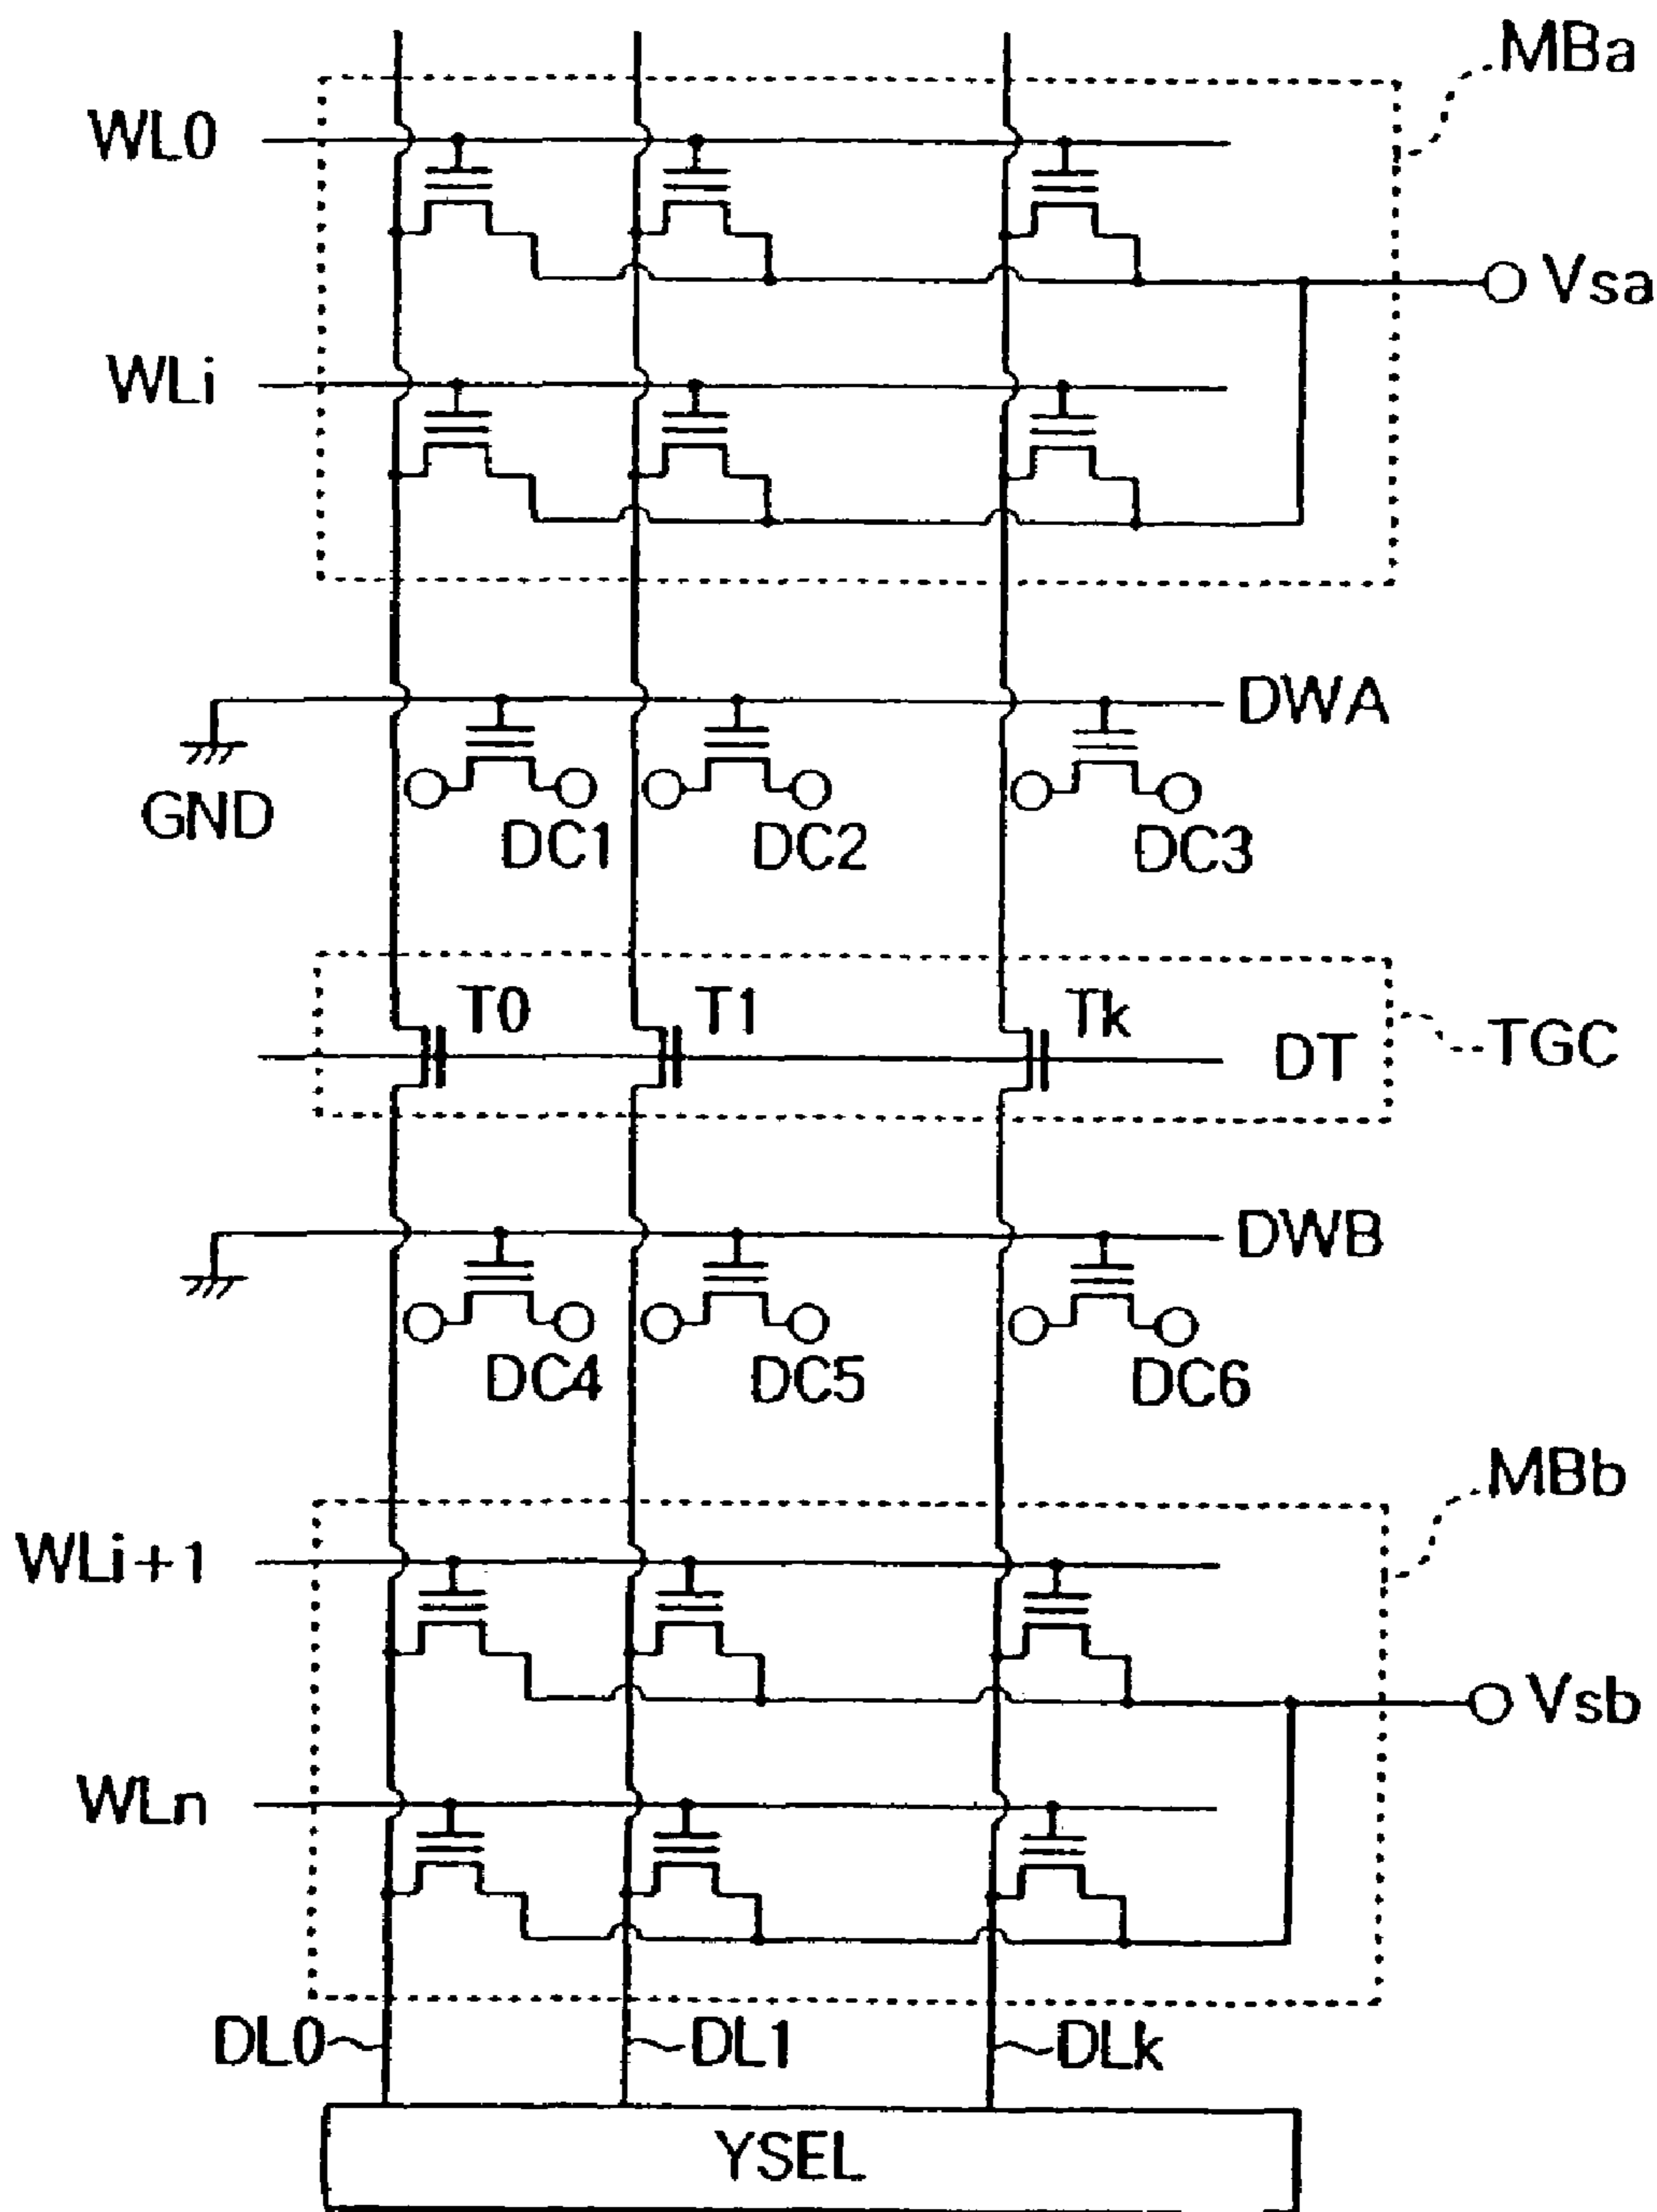 MBa
WL0
Vsa
WLi
DWA
GND
DC1 DC2 DC3
T0 T1 Tk
DT TGC
DWB
DC4 DC5 DC6
MBb
WLi+1
Vsb
WLn
DL0 DL1 DLk
YSEL